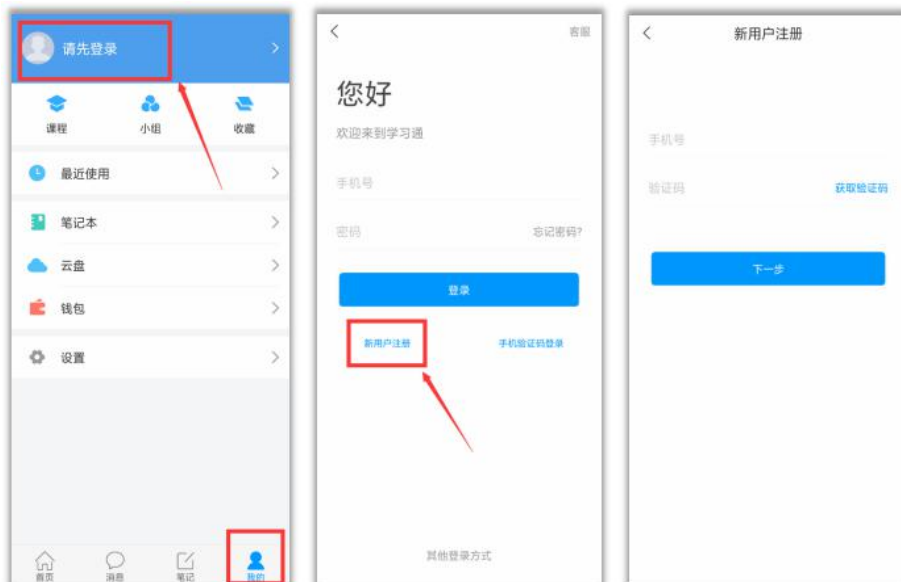 请先登录
课程
小组
收藏
最近使用
笔记本
云盘
钱包
设置
首页
消息
笔记
我的
客服
您好
欢迎来到学习通
手机号
密码
忘记密码?
登录
新用户注册
手机验证码登录
其他登录方式
新用户注册
手机号
验证码
获取验证码
下一步